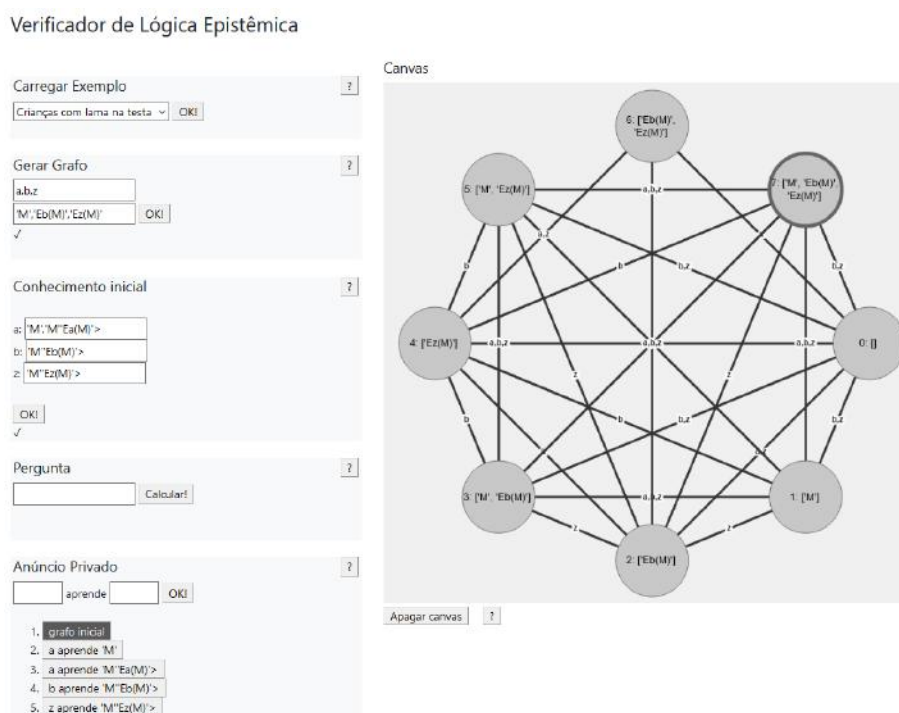 Verificador de Lógica Epistêmica
Carregar Exemplo
?
Crianças com lama na testa
OK!
Gerar Grafo
?
a,b,z
'M','Eb(M)','Ez(M)'
OK!
✓
Conhecimento inicial
?
a: 'M','M''Ea(M)'>
b: 'M''Eb(M)'>
z: 'M''Ez(M)'>
OK!
✓
Pergunta
?
Calcular!
Anúncio Privado
?
aprende
OK!
1. grafo inicial
2. a aprende 'M'
3. a aprende 'M''Ea(M)'>
4. b aprende 'M''Eb(M)'>
5. z aprende 'M''Ez(M)'>
Canvas
6: ['Eb(M)',
'Ez(M)']
5: ['M', 'Ez(M)']
a,b,z
7: ['M', 'Eb(M)',
'Ez(M)']
b
b
b,z
b,z
4: ['Ez(M)']
a,b,z
a,b,z
a,b,z
0: []
z
z
b
b
b,z
b,z
3: ['M', 'Eb(M)']
a,b,z
1: ['M']
z
z
2: ['Eb(M)']
Apagar canvas
?